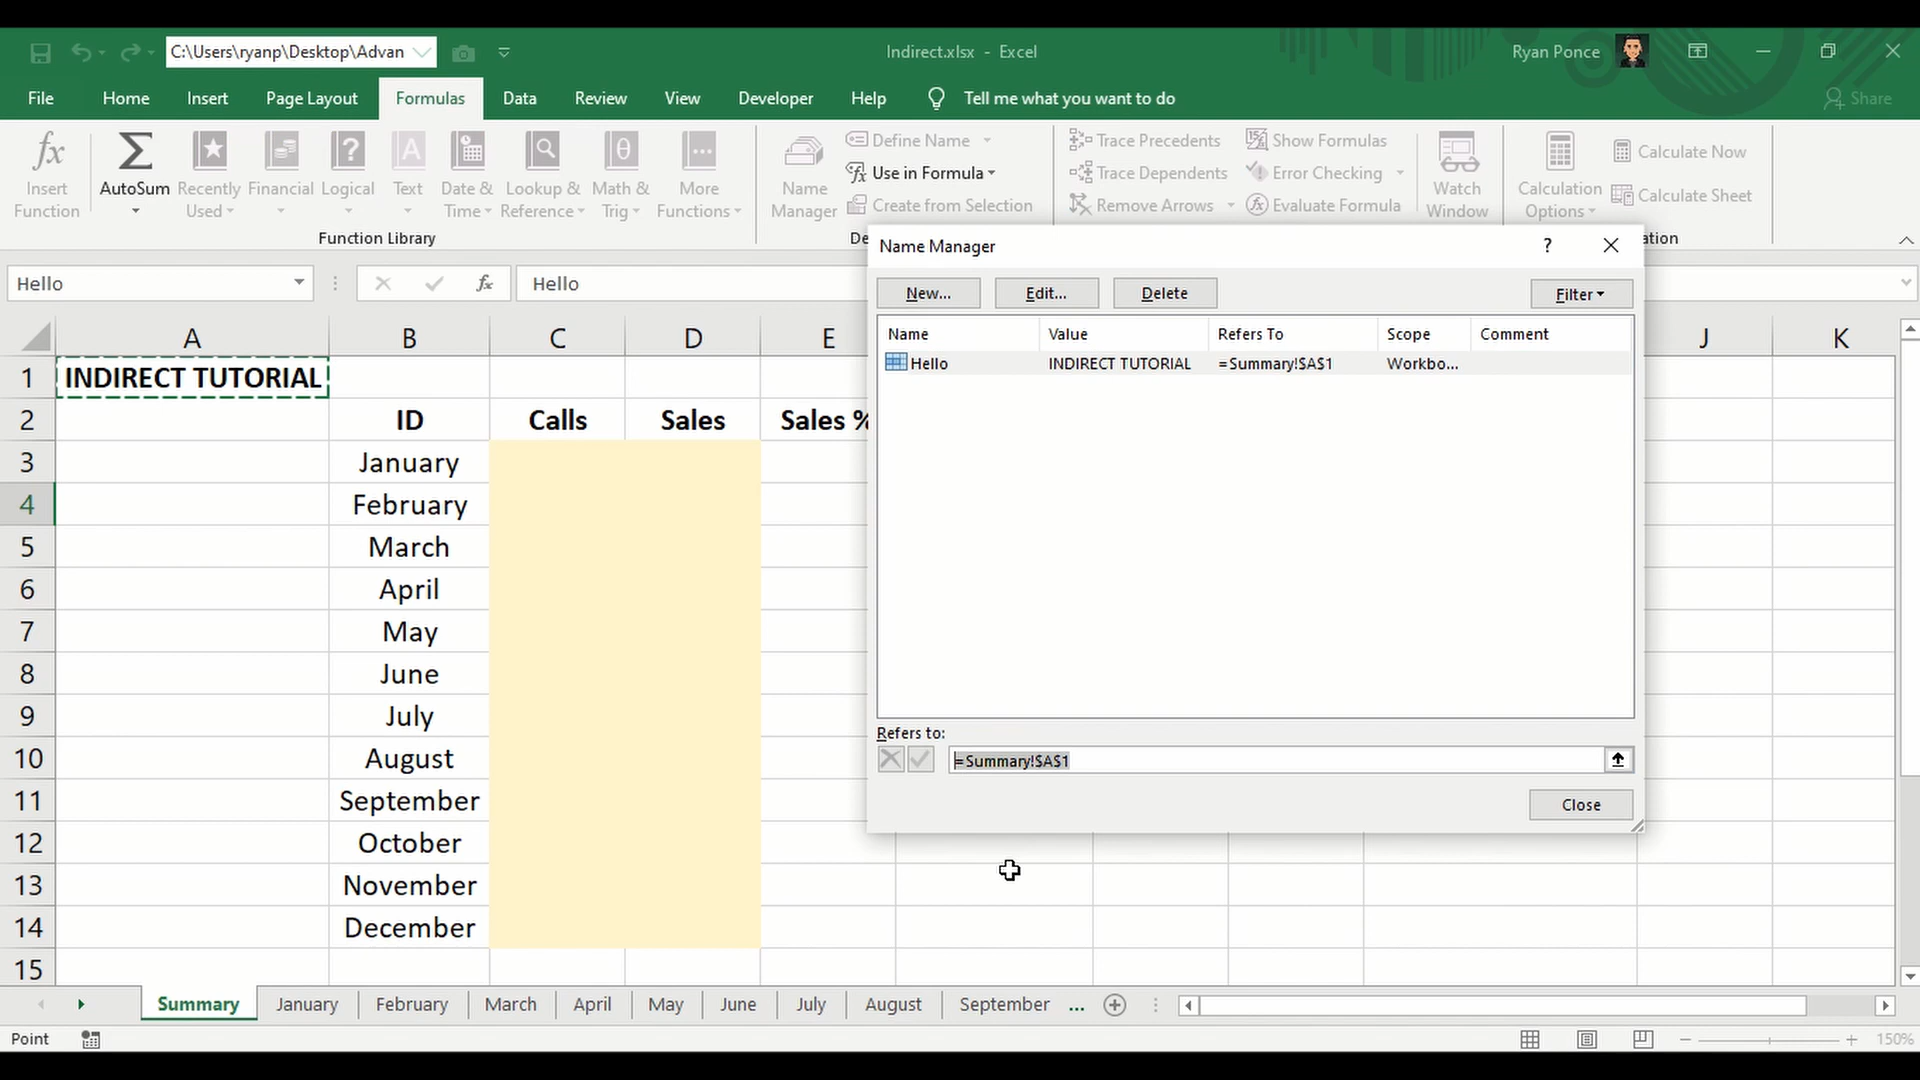 C:\Users\ryanp\Desktop\Advan
Indirect.xlsx - Excel
Ryan Ponce
File Home Insert Page Layout Formulas Data Review View Developer Help Tell me what you want to do
Share
Insert Function
AutoSum
Recently Used
Financial
Logical
Text
Date & Time
Lookup & Reference
Math & Trig
More Functions
Function Library
Name Manager
Define Name
Use in Formula
Create from Selection
De
Trace Precedents
Trace Dependents
Remove Arrows
Show Formulas
Error Checking
Evaluate Formula
Watch Window
Calculation Options
Calculate Now
Calculate Sheet
ation
Hello
fx Hello
Name Manager ?
New... Edit... Delete Filter
Name Value Refers To Scope Comment
Hello INDIRECT TUTORIAL =Summary!$A$1 Workbo...
Refers to:
=Summary!$A$1
Close
A B C D E J K
1 INDIRECT TUTORIAL
2 ID Calls Sales Sales %
3 January
4 February
5 March
6 April
7 May
8 June
9 July
10 August
11 September
12 October
13 November
14 December
15
Summary January February March April May June July August September ...
Point
150%